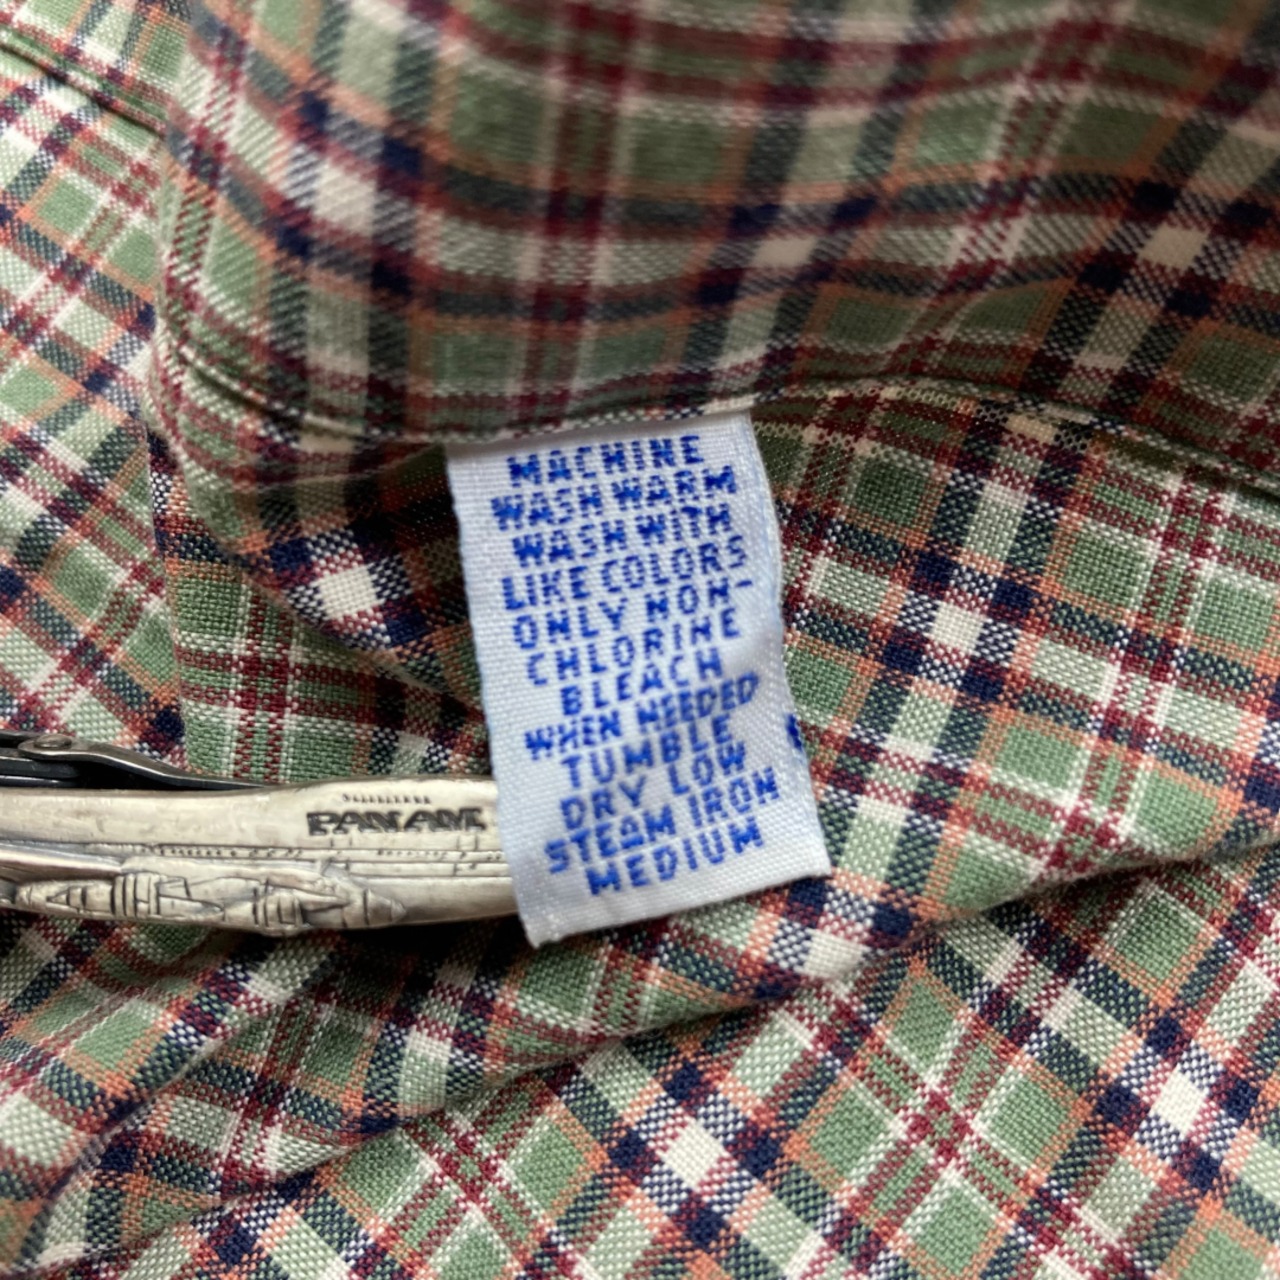 MACHINE
WASH WARM
WASH WITH
LIKE COLORS
ONLY NON-
CHLORINE
BLEACH
WHEN NEEDED
TUMBLE
DRY LOW
STEAM IRON
MEDIUM
PAN AM